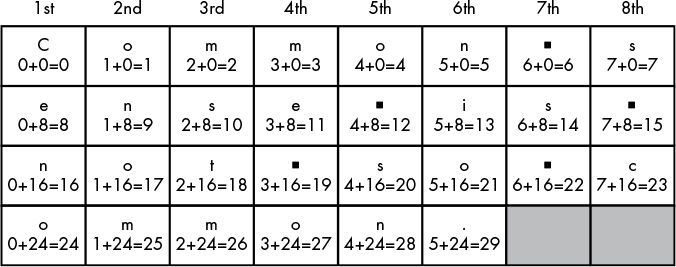 1st 2nd 3rd 4th 5th 6th 7th 8th
C o m m o n ■ s
0+0=0 1+0=1 2+0=2 3+0=3 4+0=4 5+0=5 6+0=6 7+0=7
e n s e ■ i s ■
0+8=8 1+8=9 2+8=10 3+8=11 4+8=12 5+8=13 6+8=14 7+8=15
n o t ■ s o ■ c
0+16=16 1+16=17 2+16=18 3+16=19 4+16=20 5+16=21 6+16=22 7+16=23
o m m o n .
0+24=24 1+24=25 2+24=26 3+24=27 4+24=28 5+24=29